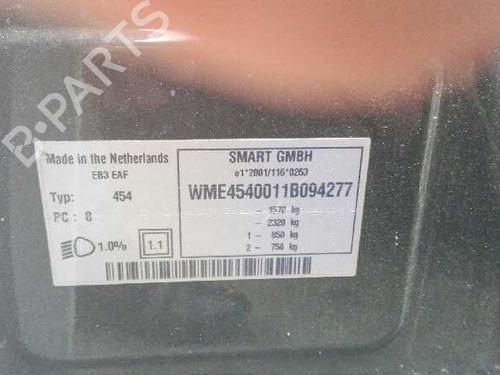 B-PARTS
Made in the Netherlands
EB3 EAF
Typ: 454
PC: 8
1.0%
1.1
SMART GMBH
e1*2001/116*0263
WME4540011B094277
- 1570 kg
- 2320 kg
1 - 850 kg
2 - 750 kg